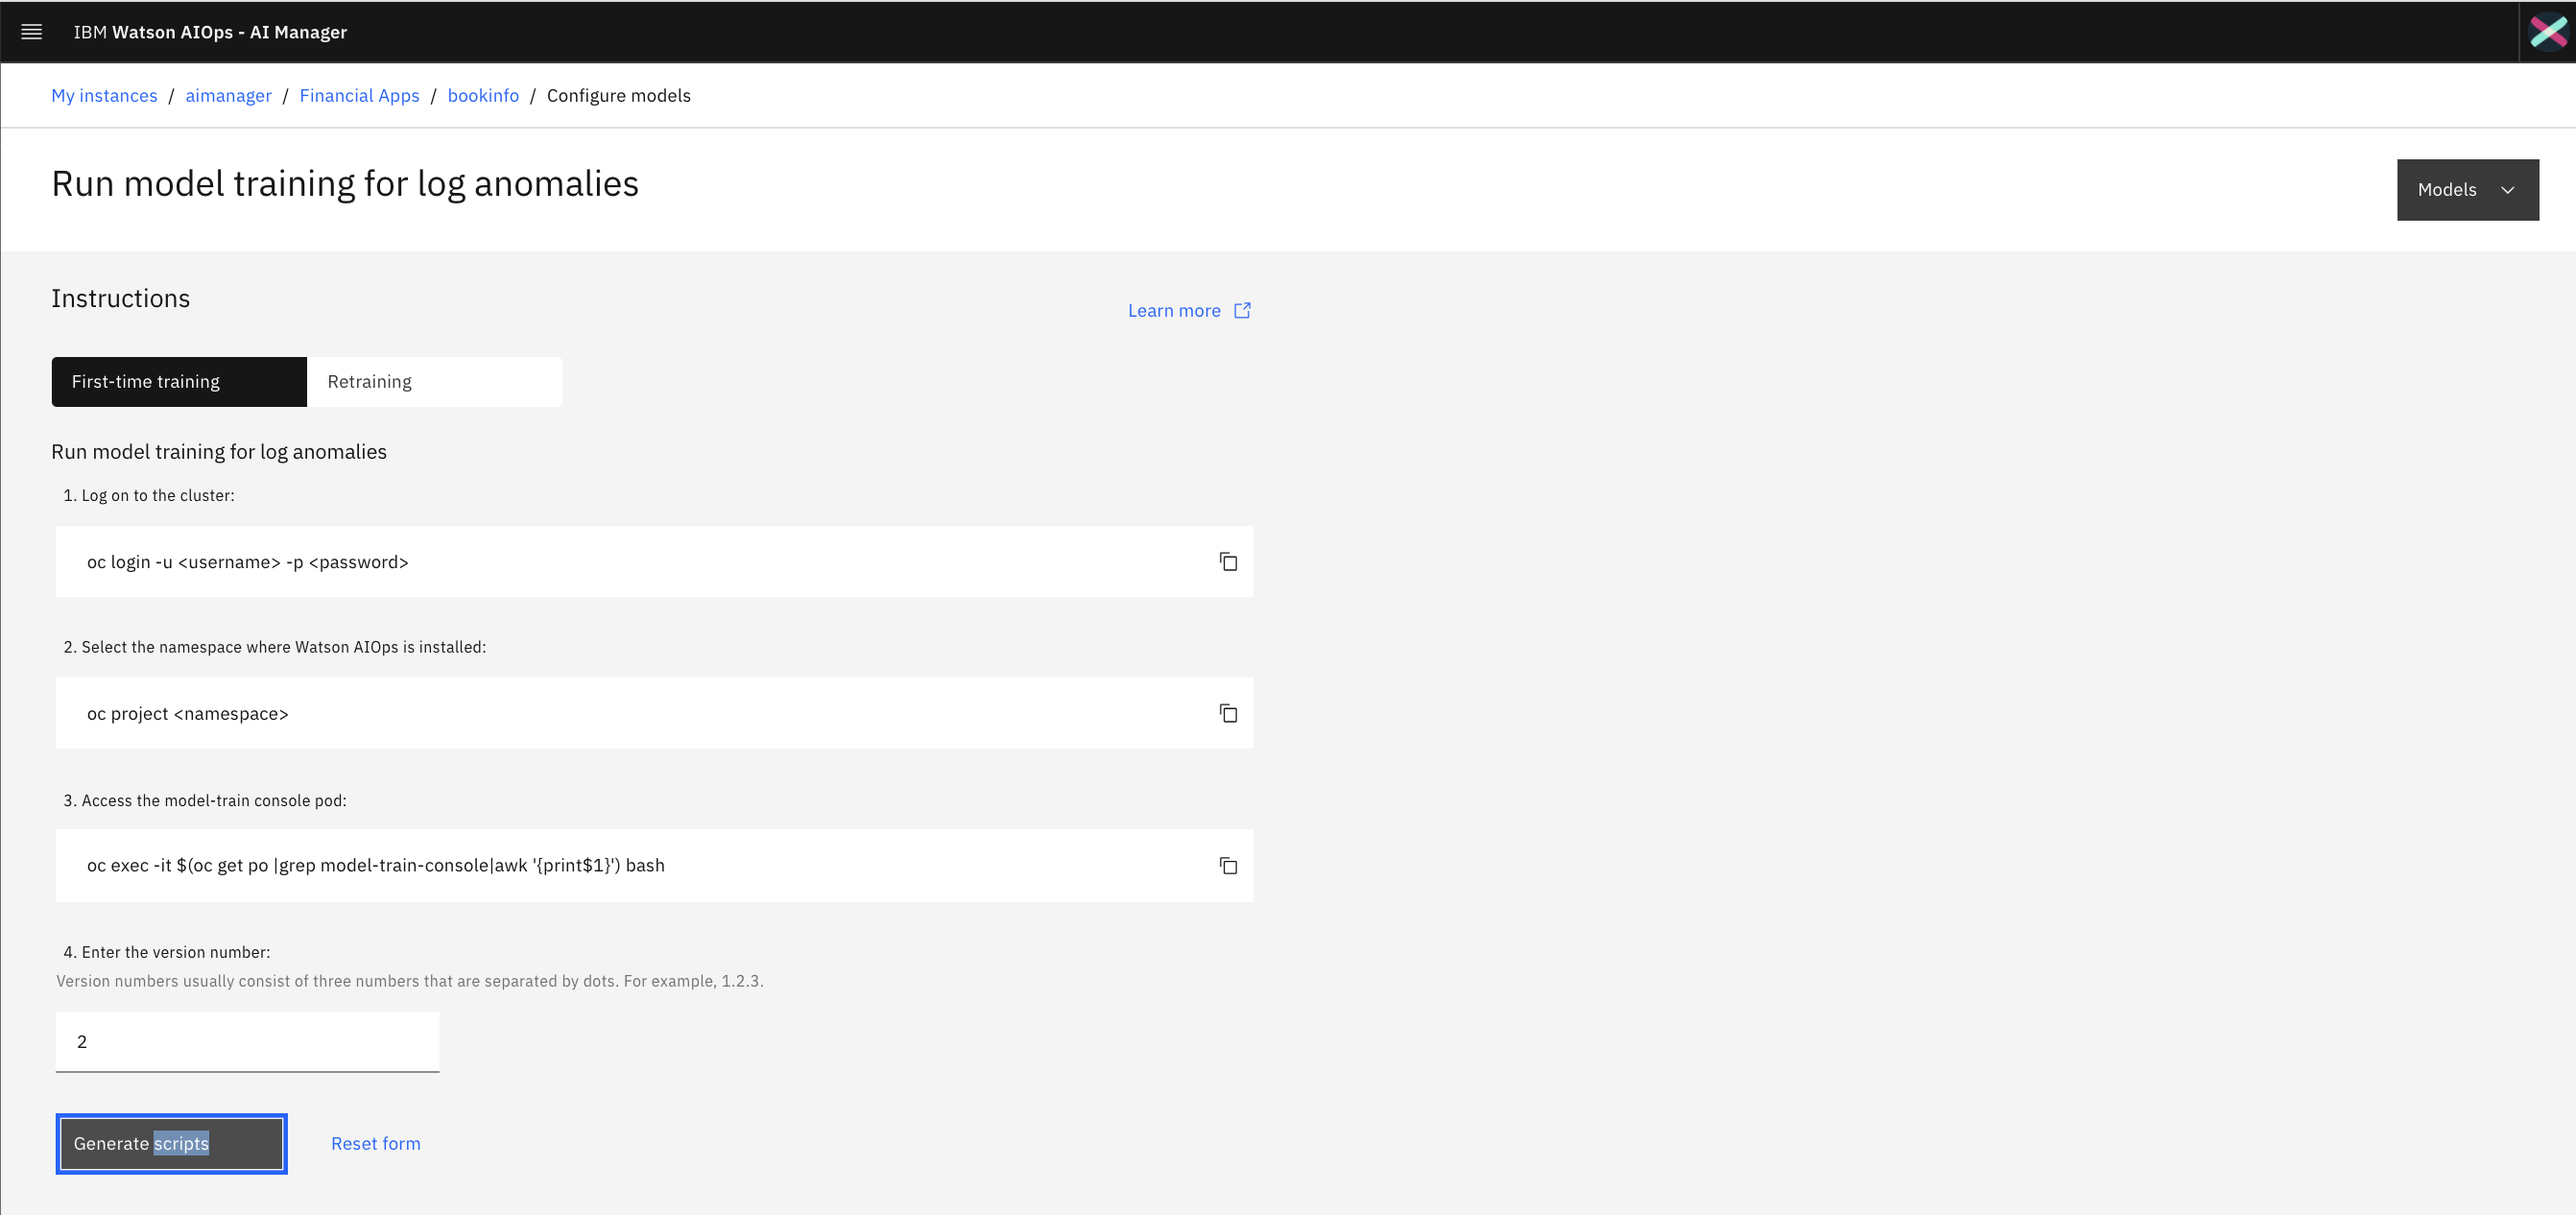 IBM Watson AIOps - AI Manager
My instances / aimanager / Financial Apps / bookinfo / Configure models
Run model training for log anomalies
Models
Instructions
Learn more
First-time training Retraining
Run model training for log anomalies
1. Log on to the cluster:
oc login -u <username> -p <password>
2. Select the namespace where Watson AIOps is installed:
oc project <namespace>
3. Access the model-train console pod:
oc exec -it $(oc get po |grep model-train-console|awk '{print$1}') bash
4. Enter the version number:
Version numbers usually consist of three numbers that are separated by dots. For example, 1.2.3.
2
Generate scripts Reset form